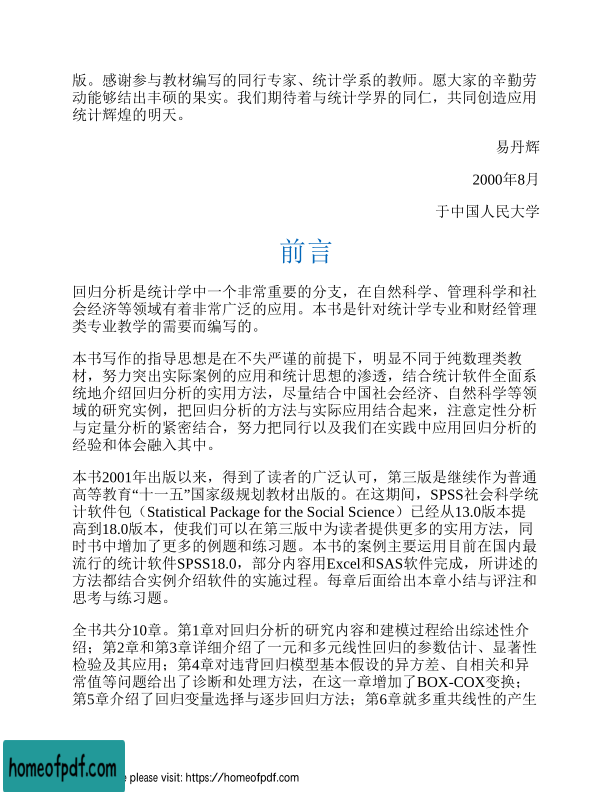 版。感谢参与教材编写的同行专家、统计学系的教师。愿大家的辛勤劳
动能够结出丰硕的果实。我们期待着与统计学界的同仁，共同创造应用
统计辉煌的明天。
易丹辉
2000年8月
于中国人民大学
前言
回归分析是统计学中一个非常重要的分支，在自然科学、管理科学和社
会经济等领域有着非常广泛的应用。本书是针对统计学专业和财经管理
类专业教学的需要而编写的。
本书写作的指导思想是在不失严谨的前提下，明显不同于纯数理类教
材，努力突出实际案例的应用和统计思想的渗透，结合统计软件全面系
统地介绍回归分析的实用方法，尽量结合中国社会经济、自然科学等领
域的研究实例，把回归分析的方法与实际应用结合起来，注意定性分析
与定量分析的紧密结合，努力把同行以及我们在实践中应用回归分析的
经验和体会融入其中。
本书2001年出版以来，得到了读者的广泛认可，第三版是继续作为普通
高等教育“十一五”国家级规划教材出版的。在这期间，SPSS社会科学统
计软件包（Statistical Package for the Social Science）已经从13.0版本提
高到18.0版本，使我们可以在第三版中为读者提供更多的实用方法，同
时书中增加了更多的例题和练习题。本书的案例主要运用目前在国内最
流行的统计软件SPSS18.0，部分内容用Excel和SAS软件完成，所讲述的
方法都结合实例介绍软件的实施过程。每章后面给出本章小结与评注和
思考与练习题。
全书共分10章。第1章对回归分析的研究内容和建模过程给出综述性介
绍；第2章和第3章详细介绍了一元和多元线性回归的参数估计、显著性
检验及其应用；第4章对违背回归模型基本假设的异方差、自相关和异
常值等问题给出了诊断和处理方法，在这一章增加了BOX-COX变换；
第5章介绍了回归变量选择与逐步回归方法；第6章就多重共线性的产生
homeofpdf.com
please visit: https://homeofpdf.com